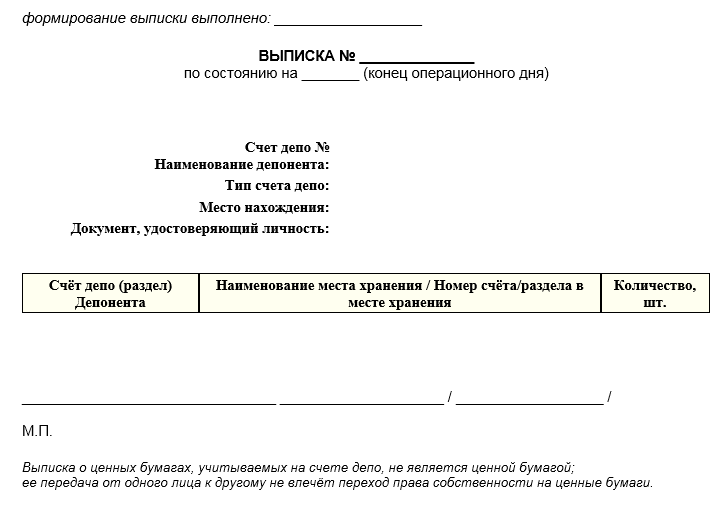 формирование выписки выполнено: __________________
ВЫПИСКА № ______________
по состоянию на _______ (конец операционного дня)
Счет депо №
Наименование депонента:
Тип счета депо:
Место нахождения:
Документ, удостоверяющий личность:
Счёт депо (раздел) Наименование места хранения / Номер счёта/раздела в Количество,
Депонента месте хранения шт.
_______________________________ ____________________ / __________________ /
М.П.
Выписка о ценных бумагах, учитываемых на счете депо, не является ценной бумагой;
ее передача от одного лица к другому не влечёт переход права собственности на ценные бумаги.